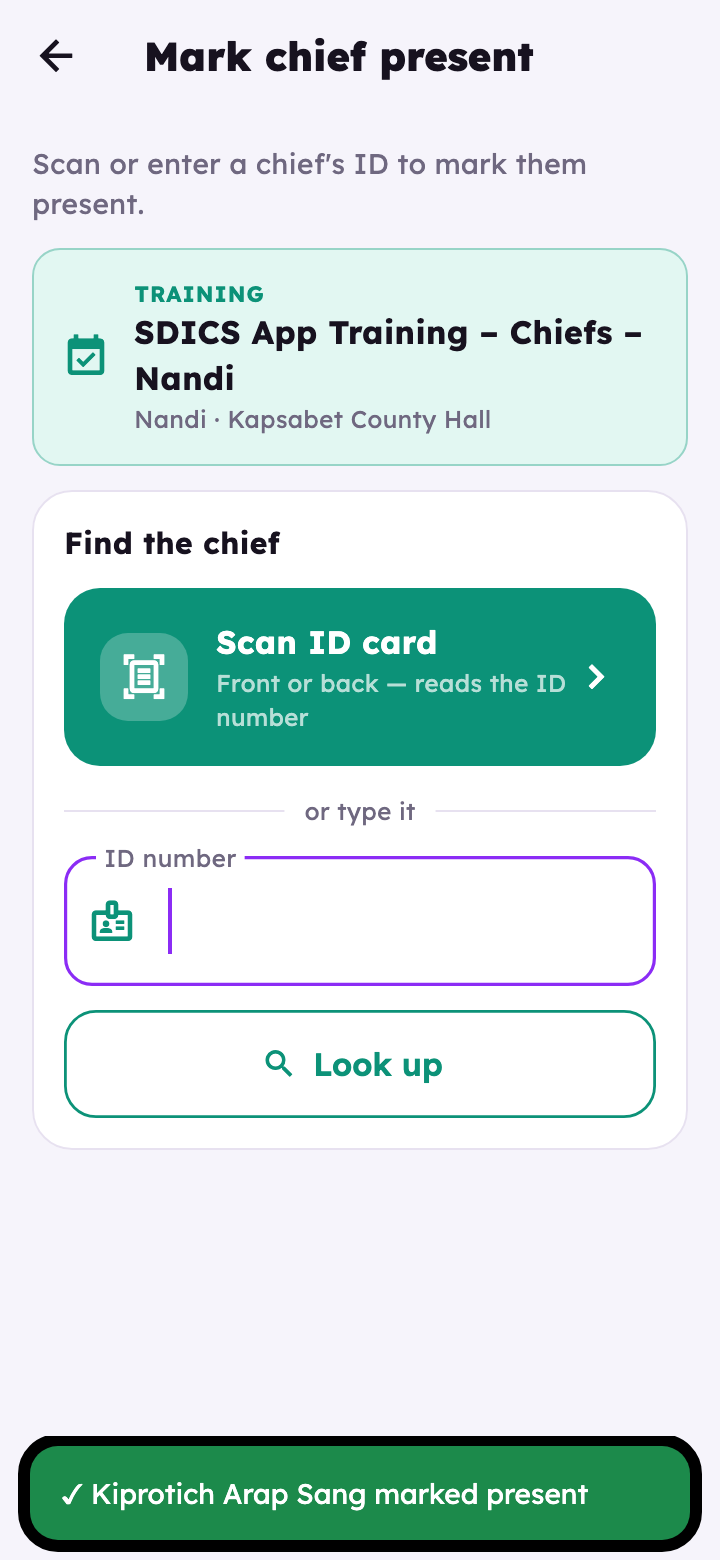 Mark chief present
Scan or enter a chief's ID to mark them
present.
TRAINING
SDICS App Training – Chiefs –
Nandi
Nandi · Kapsabet County Hall
Find the chief
Scan ID card
Front or back — reads the ID
number
or type it
ID number
Look up
✓ Kiprotich Arap Sang marked present